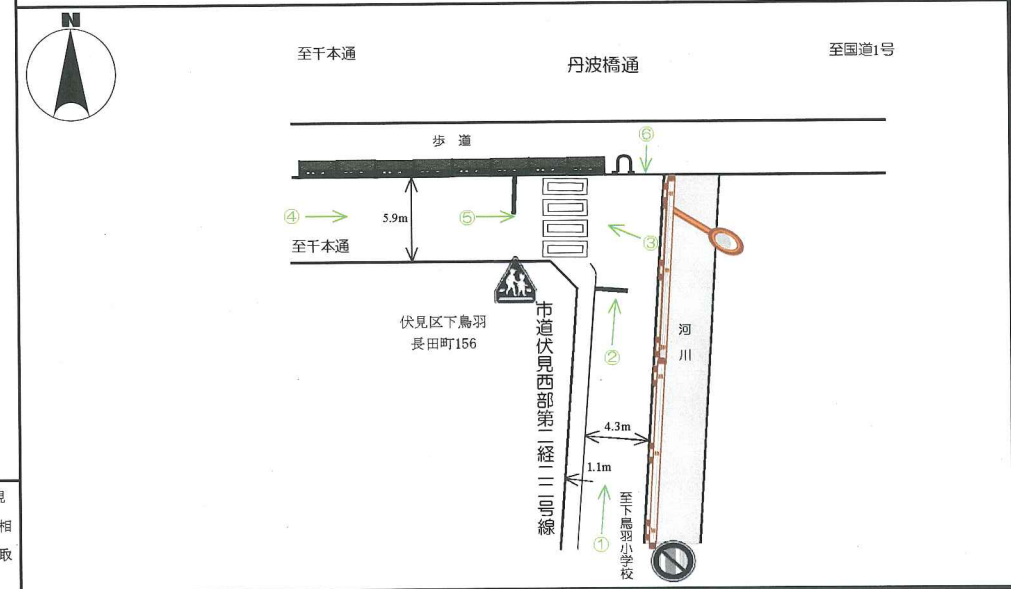 N
至千本通
丹波橋通
至国道1号
歩 道
⑥
④
5.9m
⑤
③
至千本通
伏見区下鳥羽
長田町156
市道伏見西部第二経二二号線
②
河川
4.3m
1.1m
①
至下鳥羽小学校
見
相
取